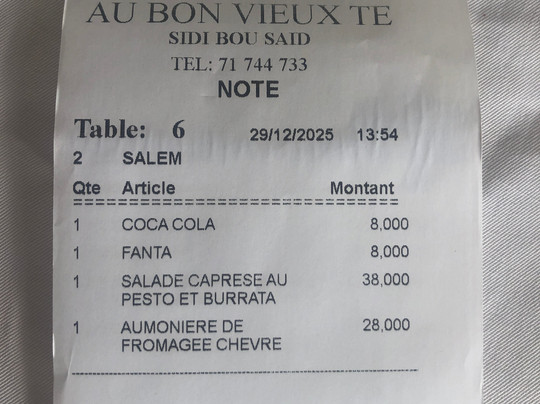 AU BON VIEUX TE
SIDI BOU SAID
TEL: 71 744 733
NOTE
Table: 6 29/12/2025 13:54
2 SALEM
Qte Article Montant
1 COCA COLA 8,000
1 FANTA 8,000
1 SALADE CAPRESE AU 38,000
PESTO ET BURRATA
1 AUMONIERE DE 28,000
FROMAGEE CHEVRE